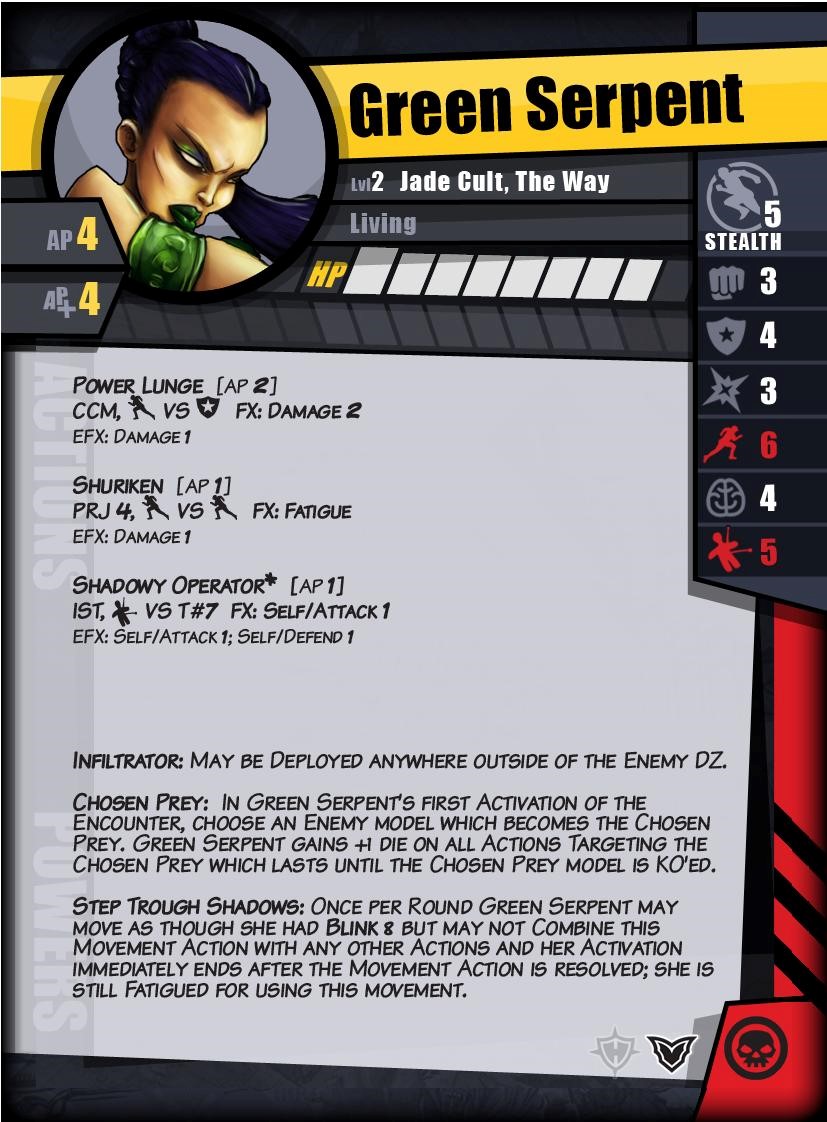 Green Serpent
Lvl2 Jade Cult, The Way
Living
AP 4
AP+ 4
HP
5
STEALTH
3
4
3
6
4
5
ACTIONS
Power Lunge [AP 2]
CCM, VS FX: Damage 2
EFX: Damage 1
Shuriken [AP 1]
PRJ 4, VS FX: Fatigue
EFX: Damage 1
Shadowy Operator* [AP 1]
IST, VS T#7 FX: Self/Attack 1
EFX: Self/Attack 1; Self/Defend 1
POWERS
Infiltrator: May be Deployed anywhere outside of the Enemy DZ.
Chosen Prey: In Green Serpent's first Activation of the
Encounter, choose an Enemy model which becomes the Chosen
Prey. Green Serpent gains +1 die on all Actions Targeting the
Chosen Prey which lasts until the Chosen Prey model is KO'ed.
Step Trough Shadows: Once per Round Green Serpent may
move as though she had Blink 8 but may not Combine this
Movement Action with any other Actions and her Activation
immediately ends after the Movement Action is resolved; she is
still Fatigued for using this movement.
H